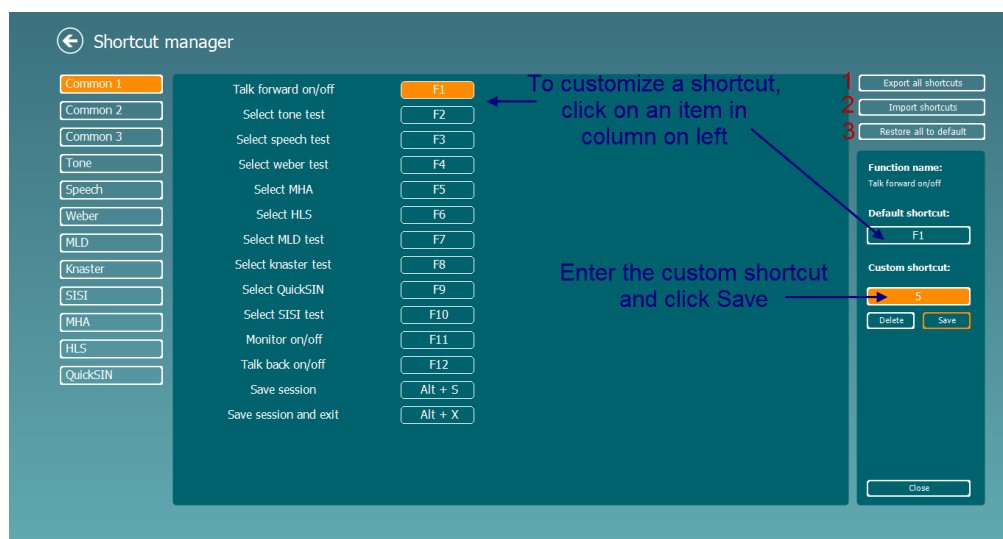 Shortcut manager
Common 1
Common 2
Common 3
Tone
Speech
Weber
MLD
Knaster
SISI
MHA
HLS
QuickSIN
Talk forward on/off F1
Select tone test F2
Select speech test F3
Select weber test F4
Select MHA F5
Select HLS F6
Select MLD test F7
Select knaster test F8
Select QuickSIN F9
Select SISI test F10
Monitor on/off F11
Talk back on/off F12
Save session Alt + S
Save session and exit Alt + X
To customize a shortcut,
click on an item in
column on left
Enter the custom shortcut
and click Save
1 Export all shortcuts
2 Import shortcuts
3 Restore all to default
Function name:
Talk forward on/off
Default shortcut:
F1
Custom shortcut:
5
Delete Save
Close